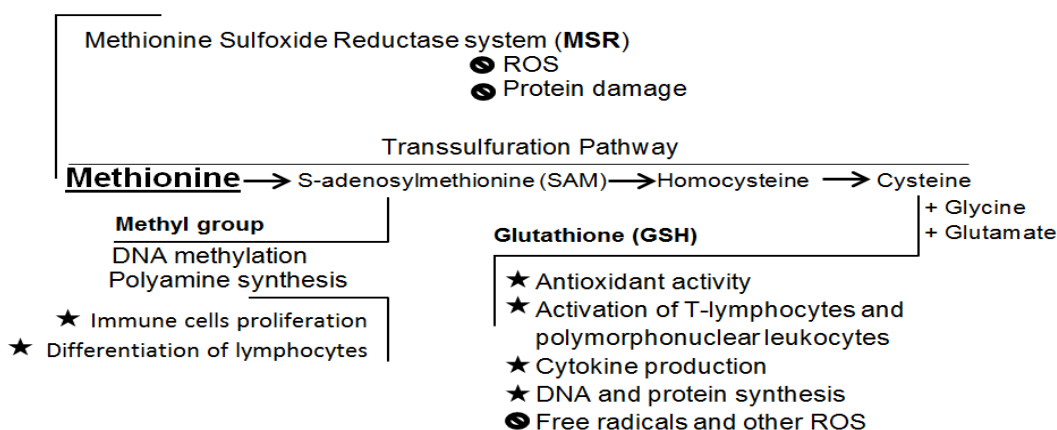 Methionine Sulfoxide Reductase system (MSR)
ROS
Protein damage
Transsulfuration Pathway
Methionine
S-adenosylmethionine (SAM)
Homocysteine
Cysteine
+ Glycine
+ Glutamate
Methyl group
DNA methylation
Polyamine synthesis
Immune cells proliferation
Differentiation of lymphocytes
Glutathione (GSH)
Antioxidant activity
Activation of T-lymphocytes and
polymorphonuclear leukocytes
Cytokine production
DNA and protein synthesis
Free radicals and other ROS